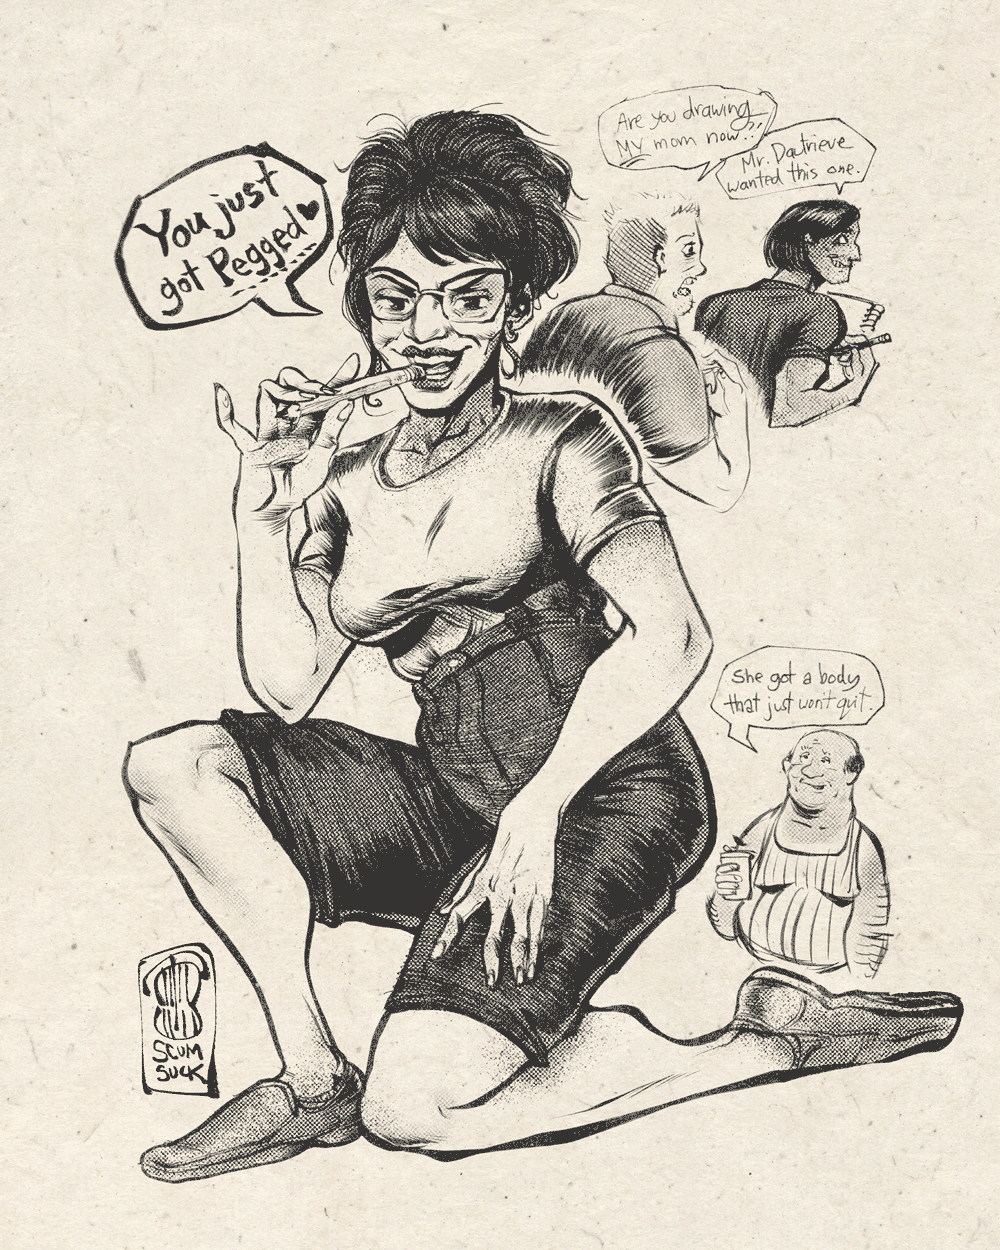 You just
got Pegged♥
Are you drawing
My mom now?!
Mr. Dautrieve
wanted this one.
She got a body
that just won't quit.
SCUM
SUCK